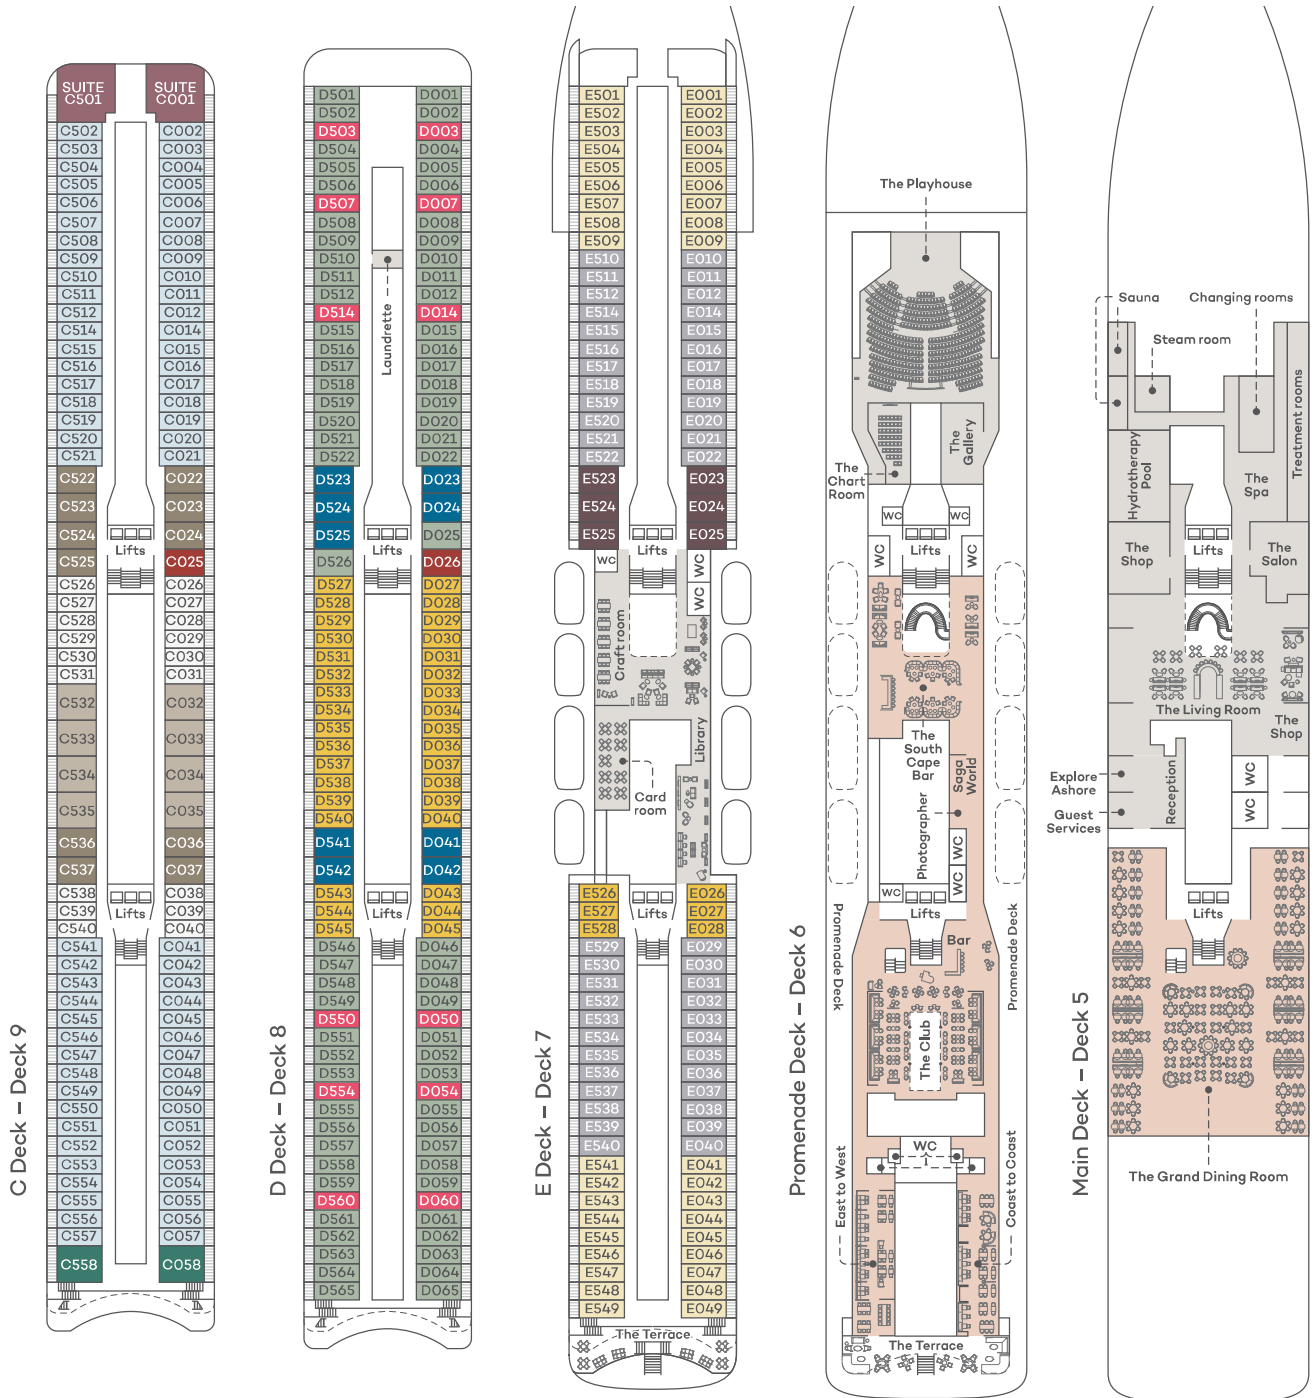 C Deck – Deck 9
SUITE C501 SUITE C001
C502 C002
C503 C003
C504 C004
C505 C005
C506 C006
C507 C007
C508 C008
C509 C009
C510 C010
C511 C011
C512 C012
C514 C014
C515 C015
C516 C016
C517 C017
C518 C018
C519 C019
C520 C020
C521 C021
C522 C022
C523 C023
C524 C024
Lifts
C525 C025
C526 C026
C527 C027
C528 C028
C529 C029
C530 C030
C531 C031
C532 C032
C533 C033
C534 C034
C535 C035
C536 C036
C537 C037
C538 C038
C539 C039
Lifts
C540 C040
C541 C041
C542 C042
C543 C043
C544 C044
C545 C045
C546 C046
C547 C047
C548 C048
C549 C049
C550 C050
C551 C051
C552 C052
C553 C053
C554 C054
C555 C055
C556 C056
C557 C057
C558 C058
D Deck – Deck 8
D501 D001
D502 D002
D503 D003
D504 D004
D505 D005
D506 D006
D507 D007
D508 D008
D509 D009
D510 D010
D511 D011
D512 D012
D514 D014
Laundrette
D515 D015
D516 D016
D517 D017
D518 D018
D519 D019
D520 D020
D521 D021
D522 D022
D523 D023
D524 D024
D525 D025
Lifts
D526 D026
D527 D027
D528 D028
D529 D029
D530 D030
D531 D031
D532 D032
D533 D033
D534 D034
D535 D035
D536 D036
D537 D037
D538 D038
D539 D039
D540 D040
D541 D041
D542 D042
D543 D043
D544 D044
Lifts
D545 D045
D546 D046
D547 D047
D548 D048
D549 D049
D550 D050
D551 D051
D552 D052
D553 D053
D554 D054
D555 D055
D556 D056
D557 D057
D558 D058
D559 D059
D560 D060
D561 D061
D562 D062
D563 D063
D564 D064
D565 D065
E Deck – Deck 7
E501 E001
E502 E002
E503 E003
E504 E004
E505 E005
E506 E006
E507 E007
E508 E008
E509 E009
E510 E010
E511 E011
E512 E012
E514 E014
E515 E015
E516 E016
E517 E017
E518 E018
E519 E019
E520 E020
E521 E021
E522 E022
E523 E023
E524 E024
E525 E025
Lifts
WC
WC
WC
Craft room
Library
Card
room
E526 E026
E527 E027
Lifts
E528 E028
E529 E029
E530 E030
E531 E031
E532 E032
E533 E033
E534 E034
E535 E035
E536 E036
E537 E037
E538 E038
E539 E039
E540 E040
E541 E041
E542 E042
E543 E043
E544 E044
E545 E045
E546 E046
E547 E047
E548 E048
E549 E049
The Terrace
Promenade Deck – Deck 6
The Playhouse
The
Gallery
The
Chart
Room
WC
WC
WC
Lifts
WC
The
South
Cape
Bar
Saga
World
Photographer
WC
WC
WC
Lifts
Promenade Deck
Promenade Deck
Bar
The Club
WC
East to West
Coast to Coast
The Terrace
Main Deck – Deck 5
Sauna
Changing rooms
Steam room
Treatment rooms
Hydrotherapy
Pool
The
Spa
The
Shop
Lifts
The
Salon
The Living Room
The
Shop
Explore
Ashore
Guest
Services
Reception
WC
WC
Lifts
The Grand Dining Room